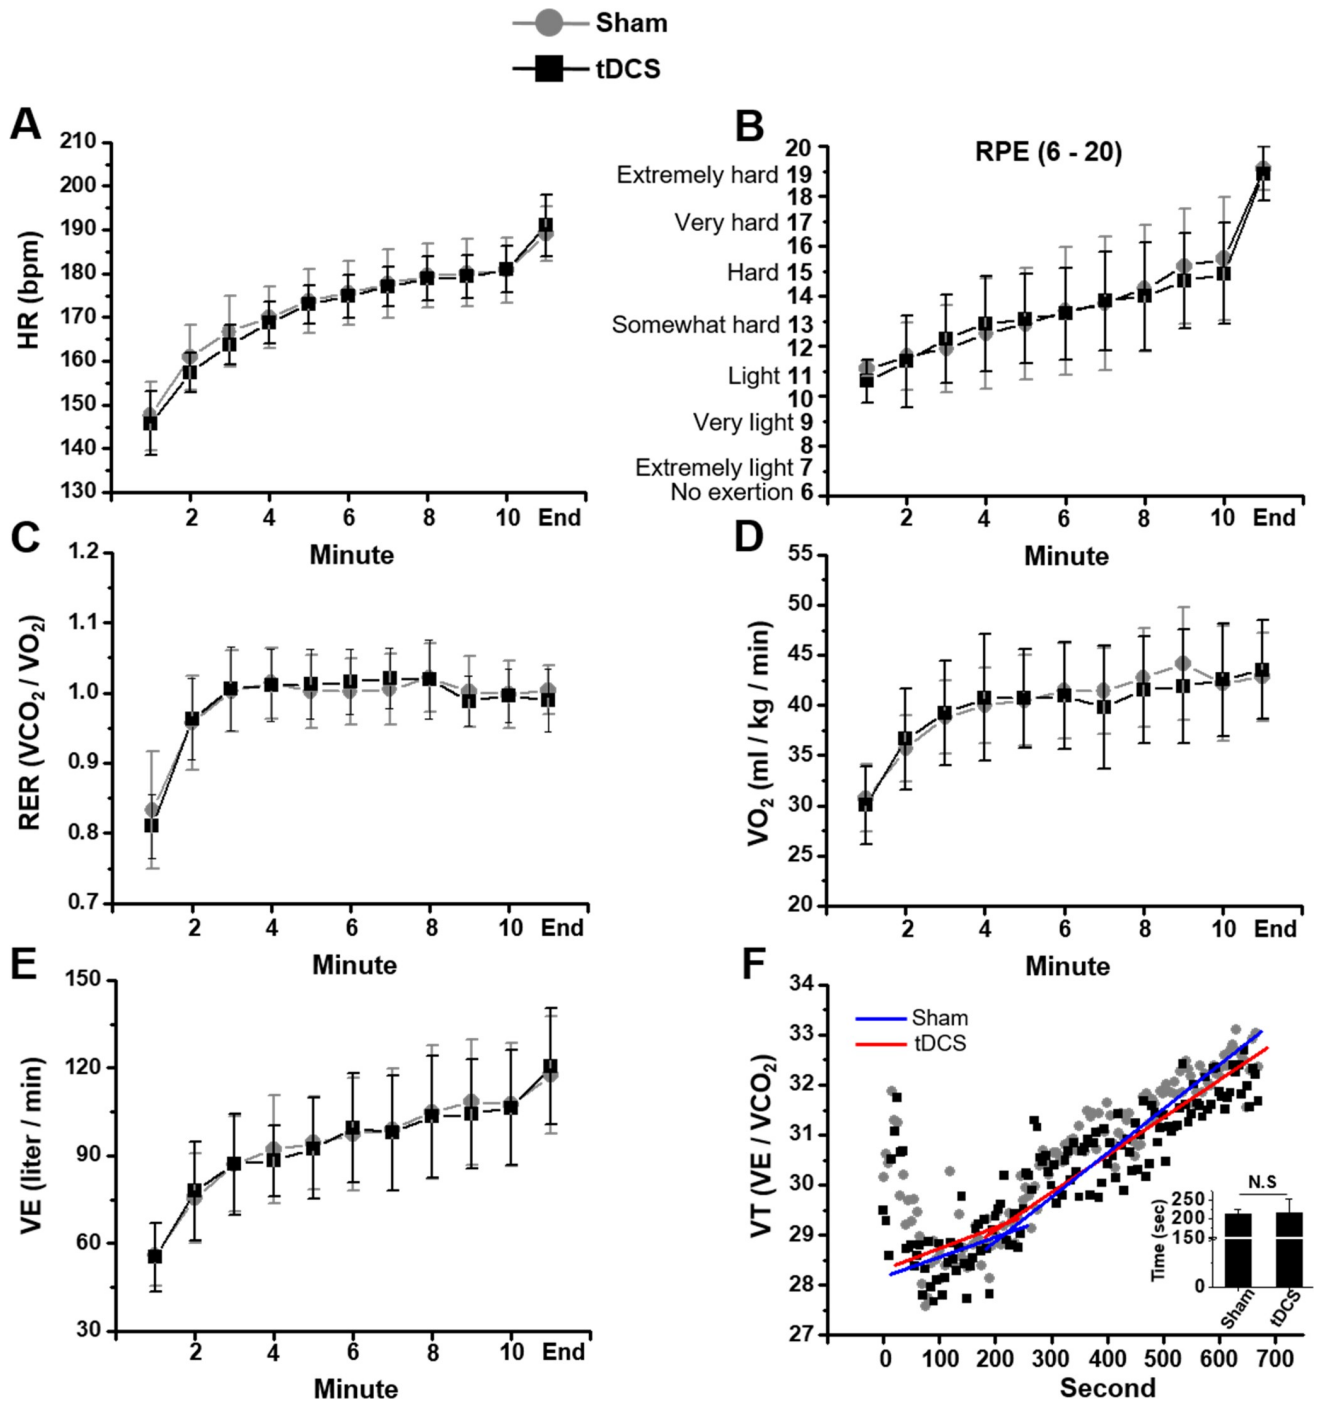 Sham
tDCS
A
210
200
190
180
170
160
150
140
130
HR (bpm)
2 4 6 8 10 End
Minute
B
RPE (6 - 20)
20
Extremely hard 19
18
Very hard 17
16
Hard 15
14
Somewhat hard 13
12
Light 11
10
Very light 9
8
Extremely light 7
No exertion 6
2 4 6 8 10 End
Minute
C
1.2
1.1
1.0
0.9
0.8
0.7
RER (VCO₂ / VO₂)
2 4 6 8 10 End
Minute
D
55
50
45
40
35
30
25
20
VO₂ (ml / kg / min)
2 4 6 8 10 End
Minute
E
150
120
90
60
30
VE (liter / min)
2 4 6 8 10 End
Minute
F
34
33
32
31
30
29
28
27
VT (VE / VCO₂)
Sham
tDCS
N.S
250
200
150
0
Time (sec)
Sham tDCS
0 100 200 300 400 500 600 700
Second